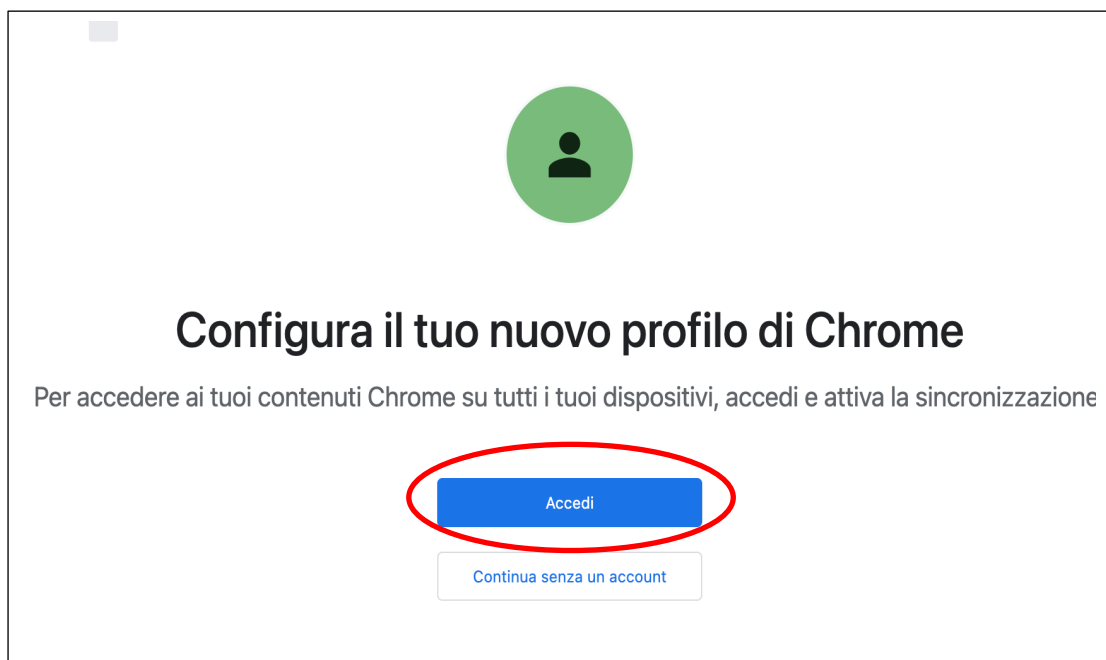 Configura il tuo nuovo profilo di Chrome
Per accedere ai tuoi contenuti Chrome su tutti i tuoi dispositivi, accedi e attiva la sincronizzazione
Accedi
Continua senza un account